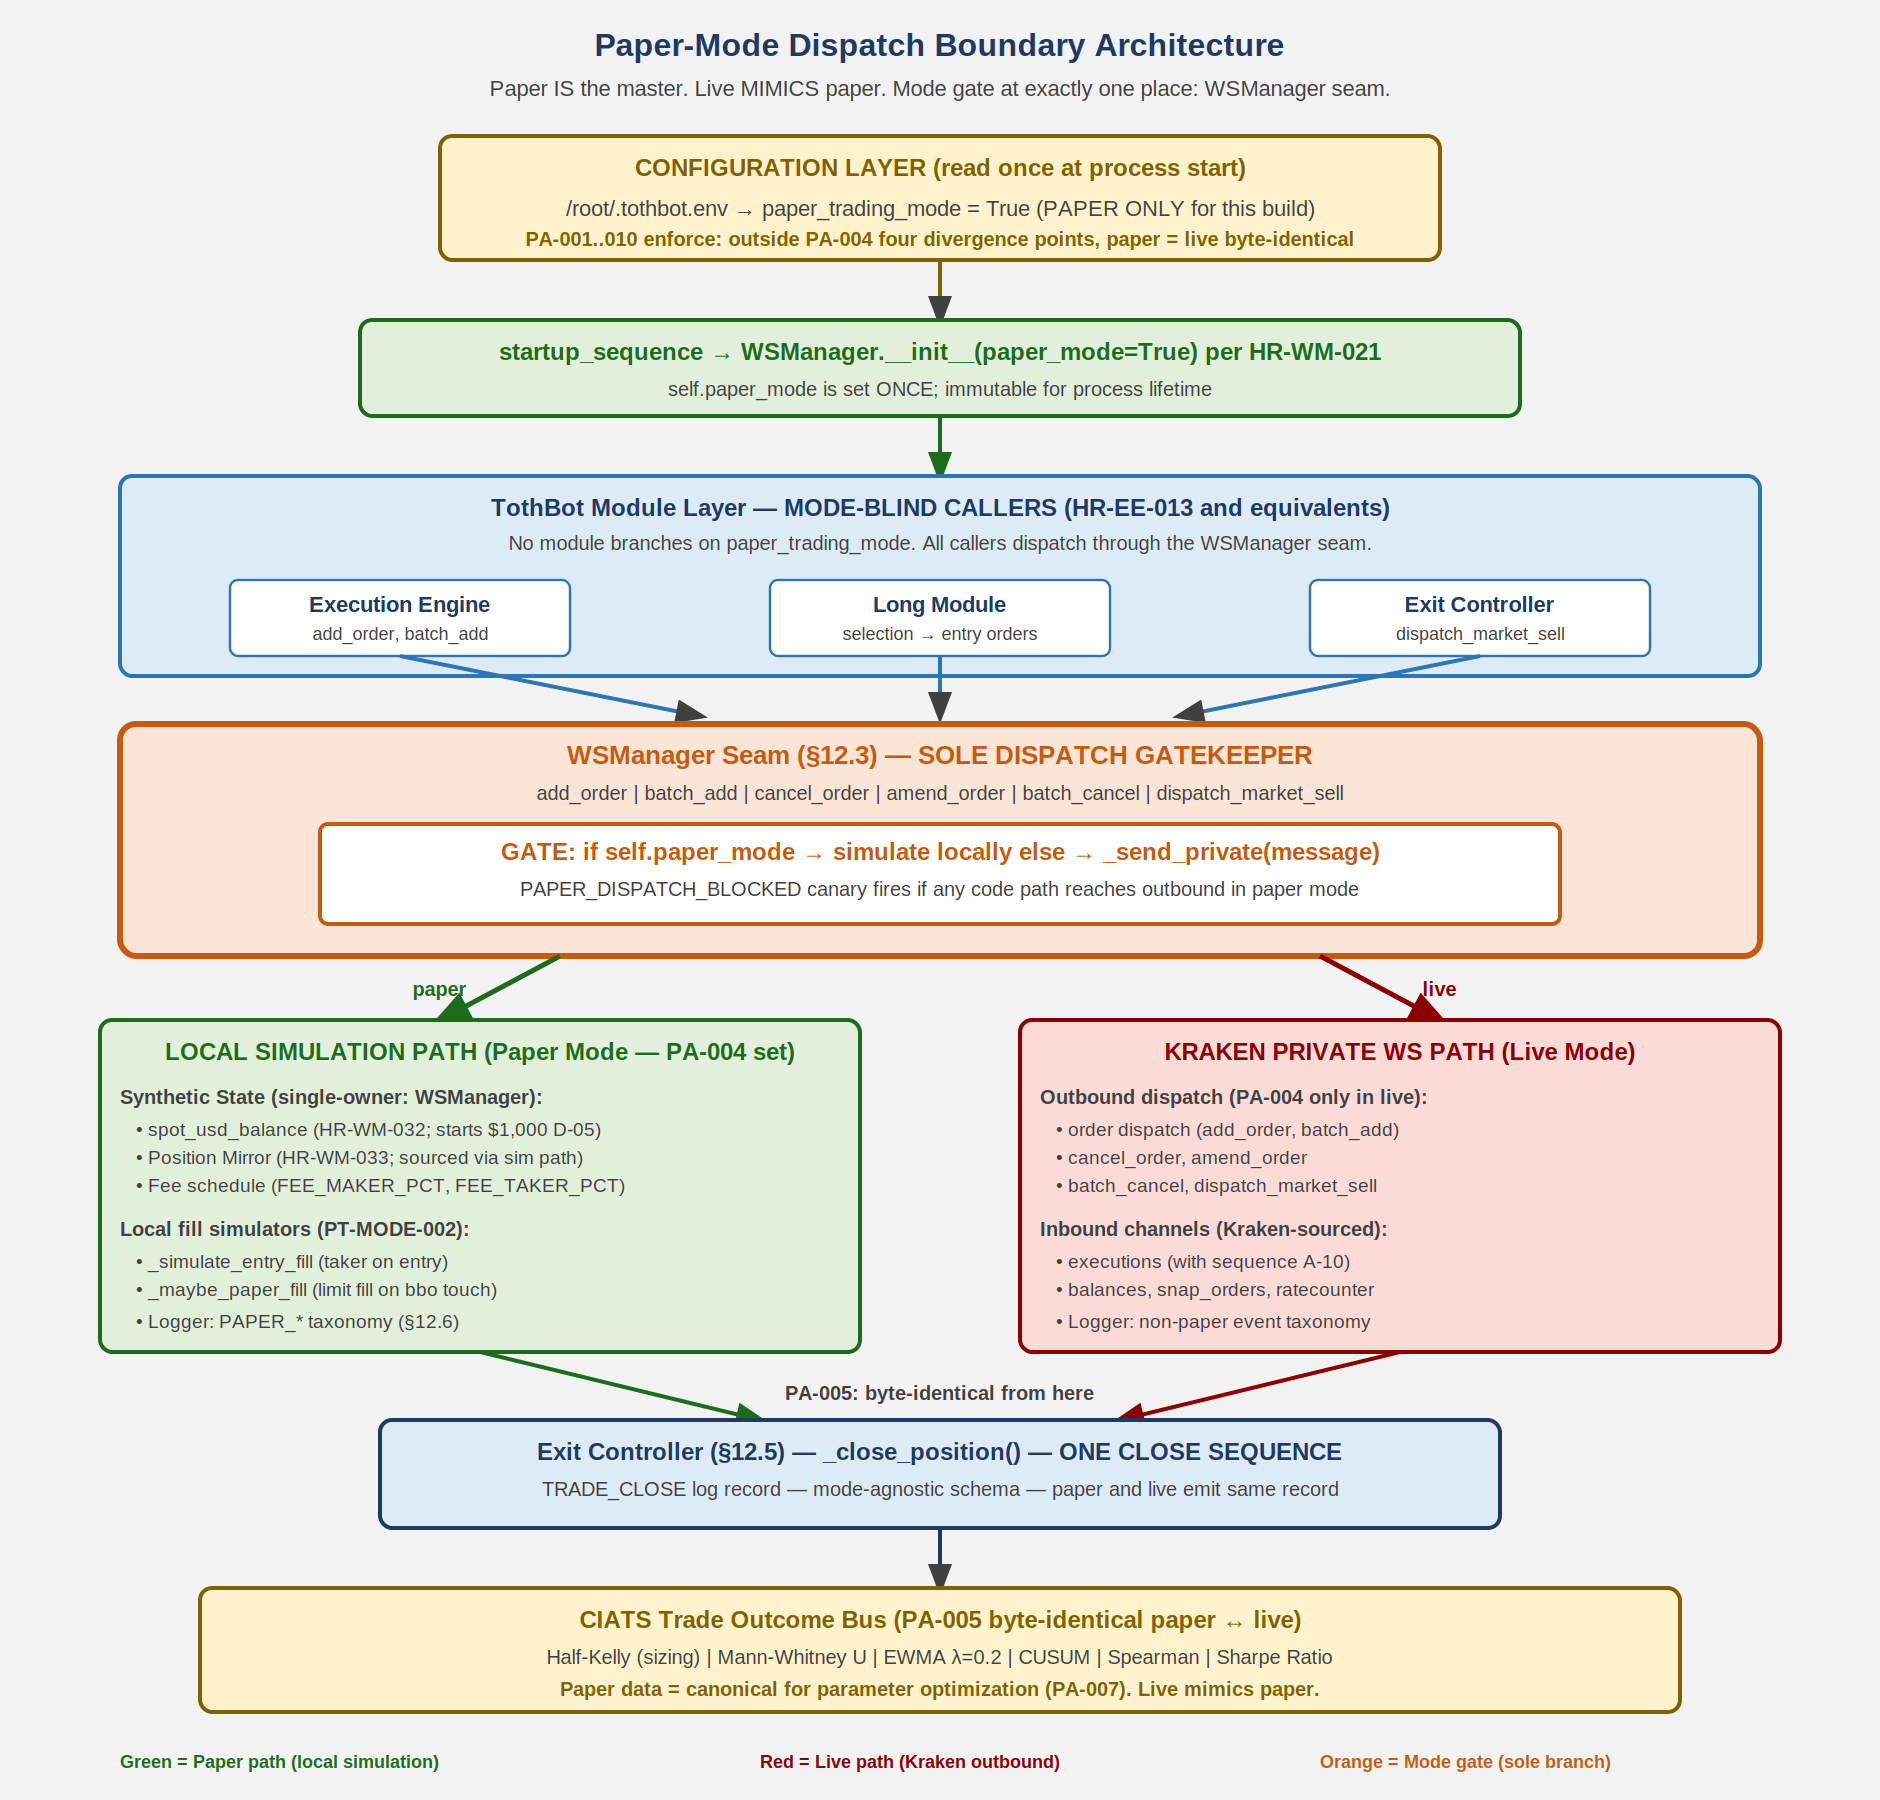 Paper-Mode Dispatch Boundary Architecture
Paper IS the master. Live MIMICS paper. Mode gate at exactly one place: WSManager seam.
CONFIGURATION LAYER (read once at process start)
/root/.tothbot.env → paper_trading_mode = True (PAPER ONLY for this build)
PA-001..010 enforce: outside PA-004 four divergence points, paper = live byte-identical
startup_sequence → WSManager.__init__(paper_mode=True) per HR-WM-021
self.paper_mode is set ONCE; immutable for process lifetime
TothBot Module Layer — MODE-BLIND CALLERS (HR-EE-013 and equivalents)
No module branches on paper_trading_mode. All callers dispatch through the WSManager seam.
Execution Engine
add_order, batch_add
Long Module
selection → entry orders
Exit Controller
dispatch_market_sell
WSManager Seam (§12.3) — SOLE DISPATCH GATEKEEPER
add_order | batch_add | cancel_order | amend_order | batch_cancel | dispatch_market_sell
GATE: if self.paper_mode → simulate locally else → _send_private(message)
PAPER_DISPATCH_BLOCKED canary fires if any code path reaches outbound in paper mode
paper
live
LOCAL SIMULATION PATH (Paper Mode — PA-004 set)
Synthetic State (single-owner: WSManager):
• spot_usd_balance (HR-WM-032; starts $1,000 D-05)
• Position Mirror (HR-WM-033; sourced via sim path)
• Fee schedule (FEE_MAKER_PCT, FEE_TAKER_PCT)
Local fill simulators (PT-MODE-002):
• _simulate_entry_fill (taker on entry)
• _maybe_paper_fill (limit fill on bbo touch)
• Logger: PAPER_* taxonomy (§12.6)
KRAKEN PRIVATE WS PATH (Live Mode)
Outbound dispatch (PA-004 only in live):
• order dispatch (add_order, batch_add)
• cancel_order, amend_order
• batch_cancel, dispatch_market_sell
Inbound channels (Kraken-sourced):
• executions (with sequence A-10)
• balances, snap_orders, ratecounter
• Logger: non-paper event taxonomy
PA-005: byte-identical from here
Exit Controller (§12.5) — _close_position() — ONE CLOSE SEQUENCE
TRADE_CLOSE log record — mode-agnostic schema — paper and live emit same record
CIATS Trade Outcome Bus (PA-005 byte-identical paper ↔ live)
Half-Kelly (sizing) | Mann-Whitney U | EWMA λ=0.2 | CUSUM | Spearman | Sharpe Ratio
Paper data = canonical for parameter optimization (PA-007). Live mimics paper.
Green = Paper path (local simulation)
Red = Live path (Kraken outbound)
Orange = Mode gate (sole branch)